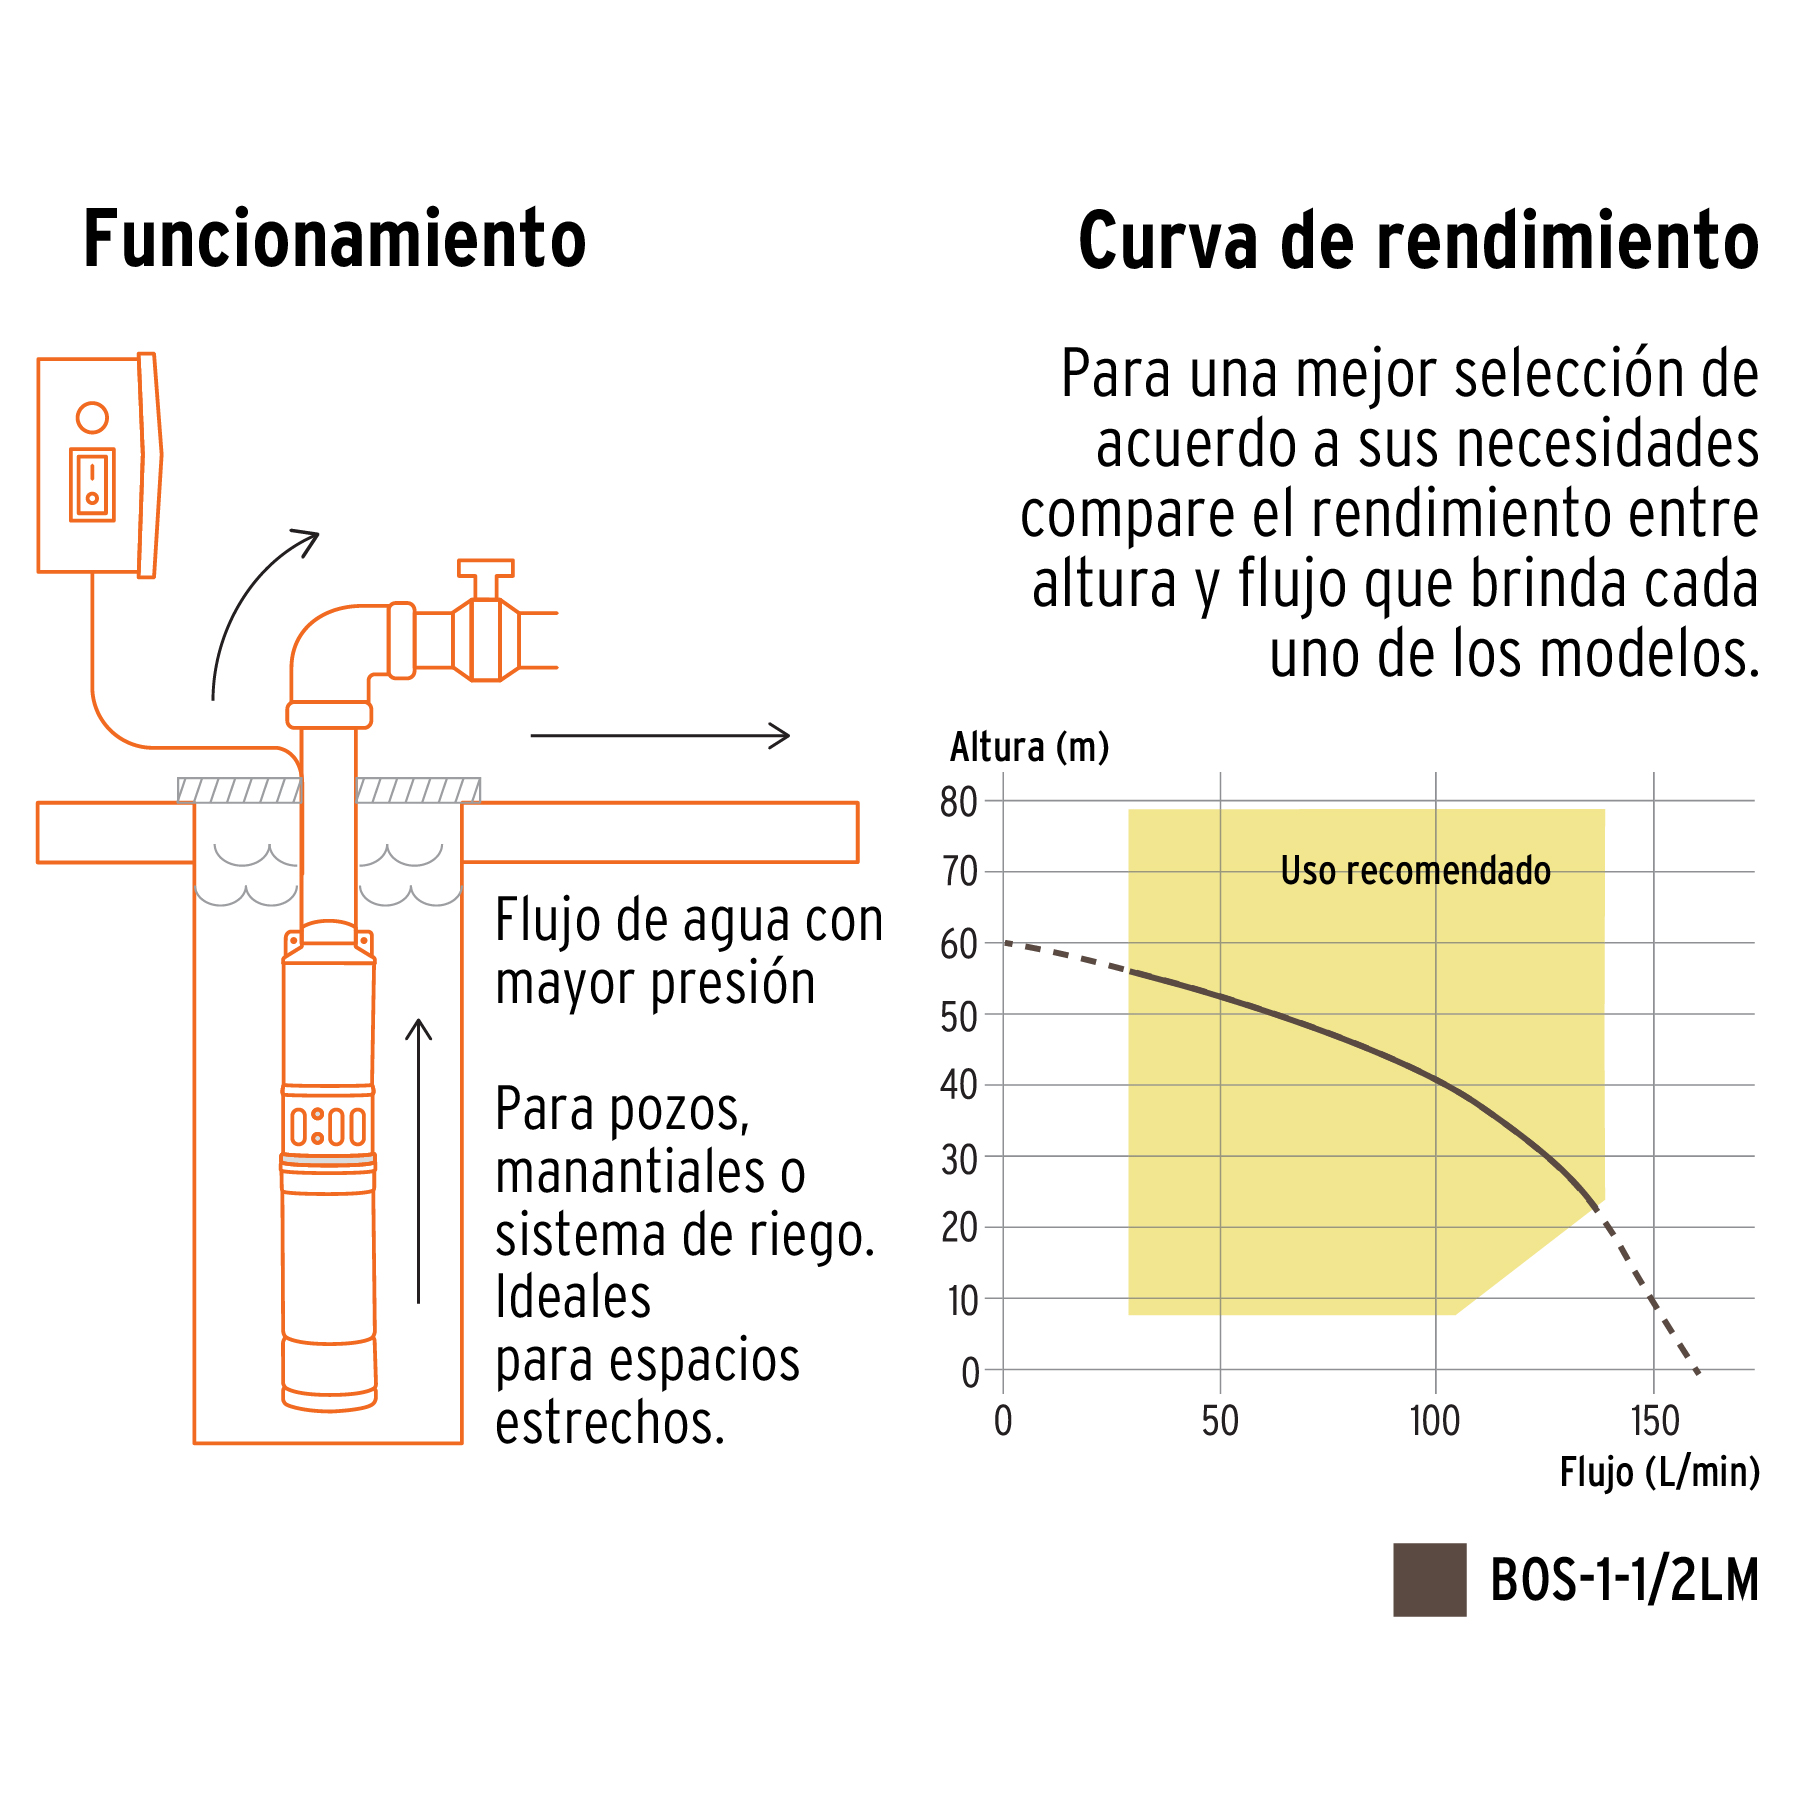 Funcionamiento
Flujo de agua con
mayor presión
Para pozos,
manantiales o
sistema de riego.
Ideales
para espacios
estrechos.
Curva de rendimiento
Para una mejor selección de
acuerdo a sus necesidades
compare el rendimiento entre
altura y flujo que brinda cada
uno de los modelos.
Altura (m)
80
70
60
50
40
30
20
10
0
Uso recomendado
0 50 100 150
Flujo (L/min)
BOS-1-1/2LM